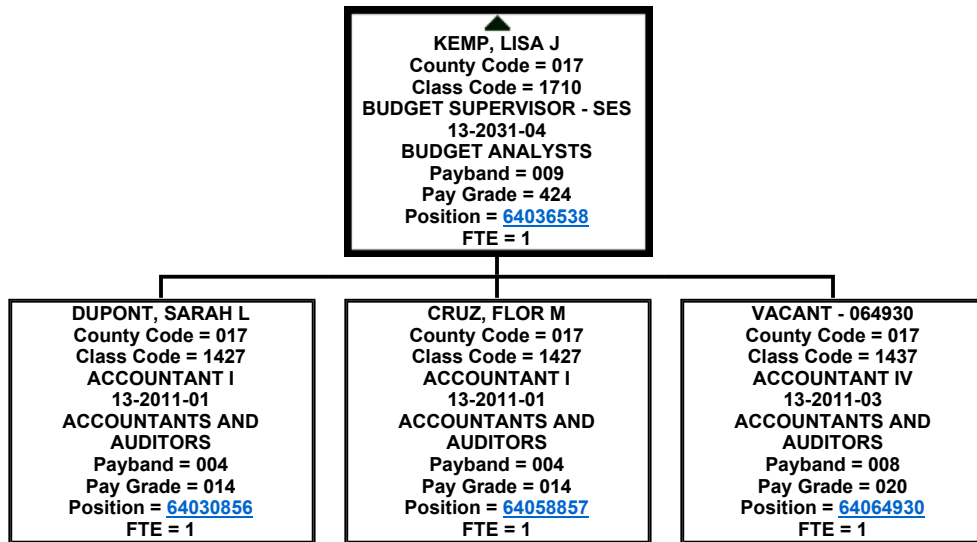 KEMP, LISA J
County Code = 017
Class Code = 1710
BUDGET SUPERVISOR - SES
13-2031-04
BUDGET ANALYSTS
Payband = 009
Pay Grade = 424
Position = 64036538
FTE = 1
DUPONT, SARAH L
County Code = 017
Class Code = 1427
ACCOUNTANT I
13-2011-01
ACCOUNTANTS AND
AUDITORS
Payband = 004
Pay Grade = 014
Position = 64030856
FTE = 1
CRUZ, FLOR M
County Code = 017
Class Code = 1427
ACCOUNTANT I
13-2011-01
ACCOUNTANTS AND
AUDITORS
Payband = 004
Pay Grade = 014
Position = 64058857
FTE = 1
VACANT - 064930
County Code = 017
Class Code = 1437
ACCOUNTANT IV
13-2011-03
ACCOUNTANTS AND
AUDITORS
Payband = 008
Pay Grade = 020
Position = 64064930
FTE = 1